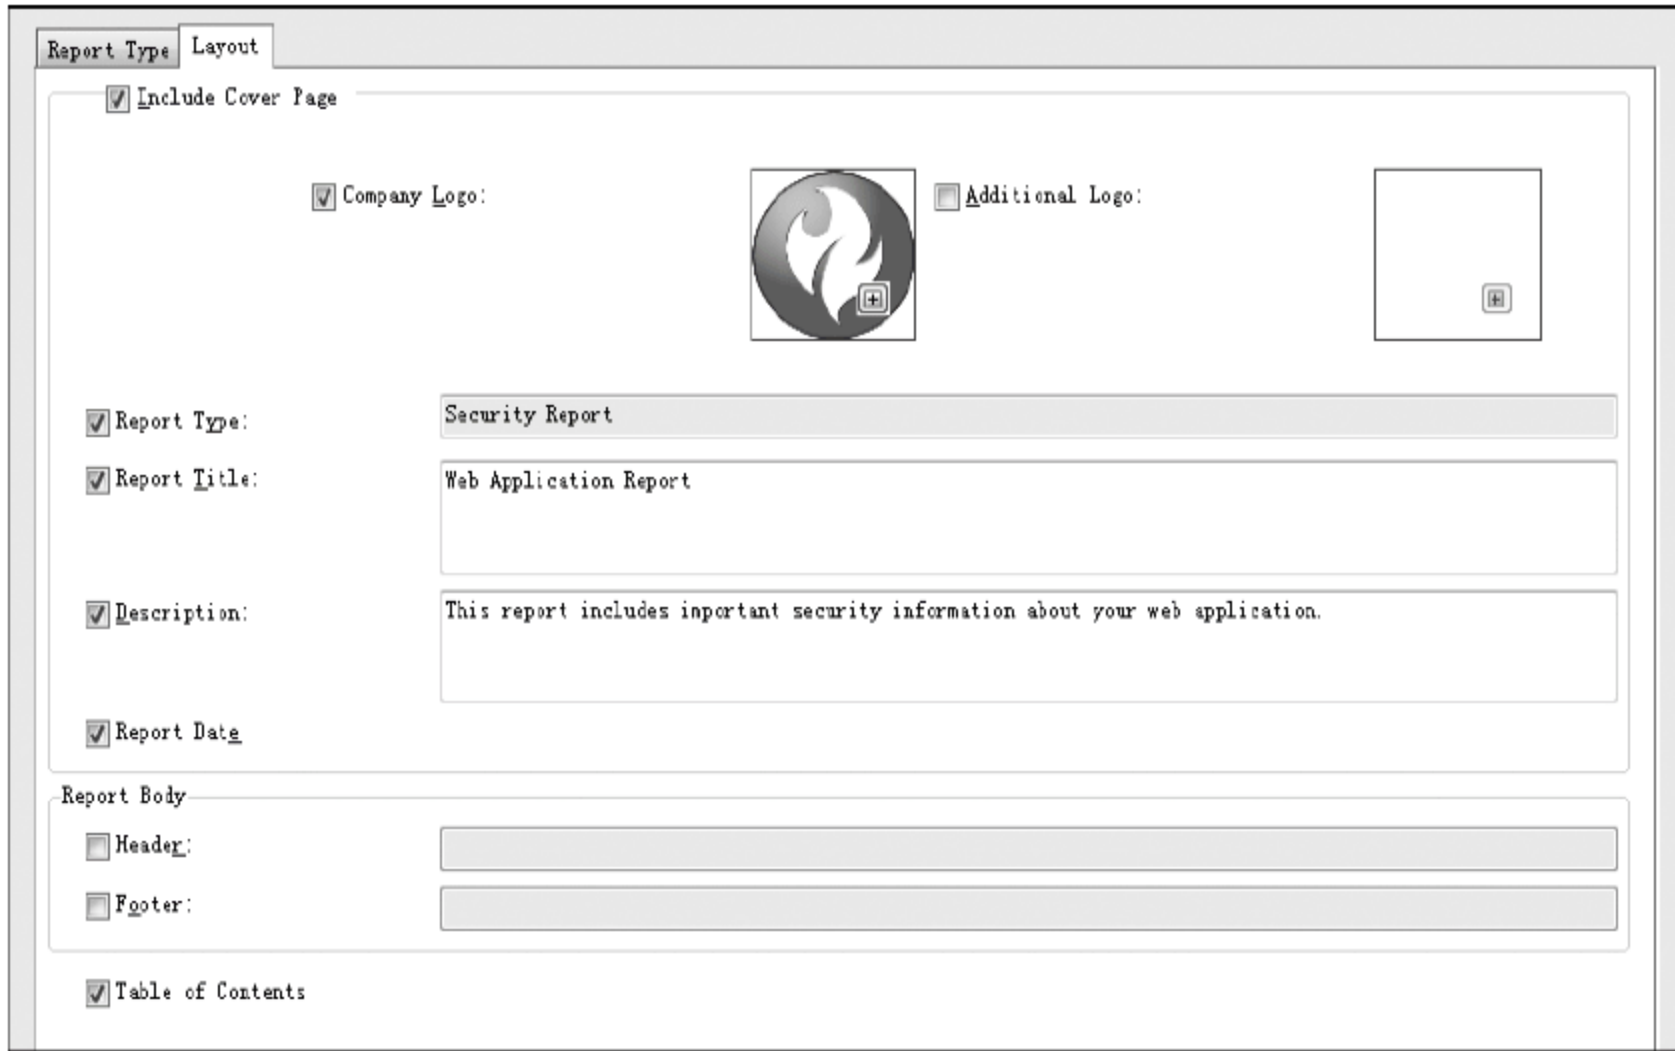 Report Type
Layout
Include Cover Page
Company Logo:
Additional Logo:
Report Type:
Security Report
Report Title:
Web Application Report
Description:
This report includes inportant security information about your web application.
Report Date
Report Body
Header:
Footer:
Table of Contents